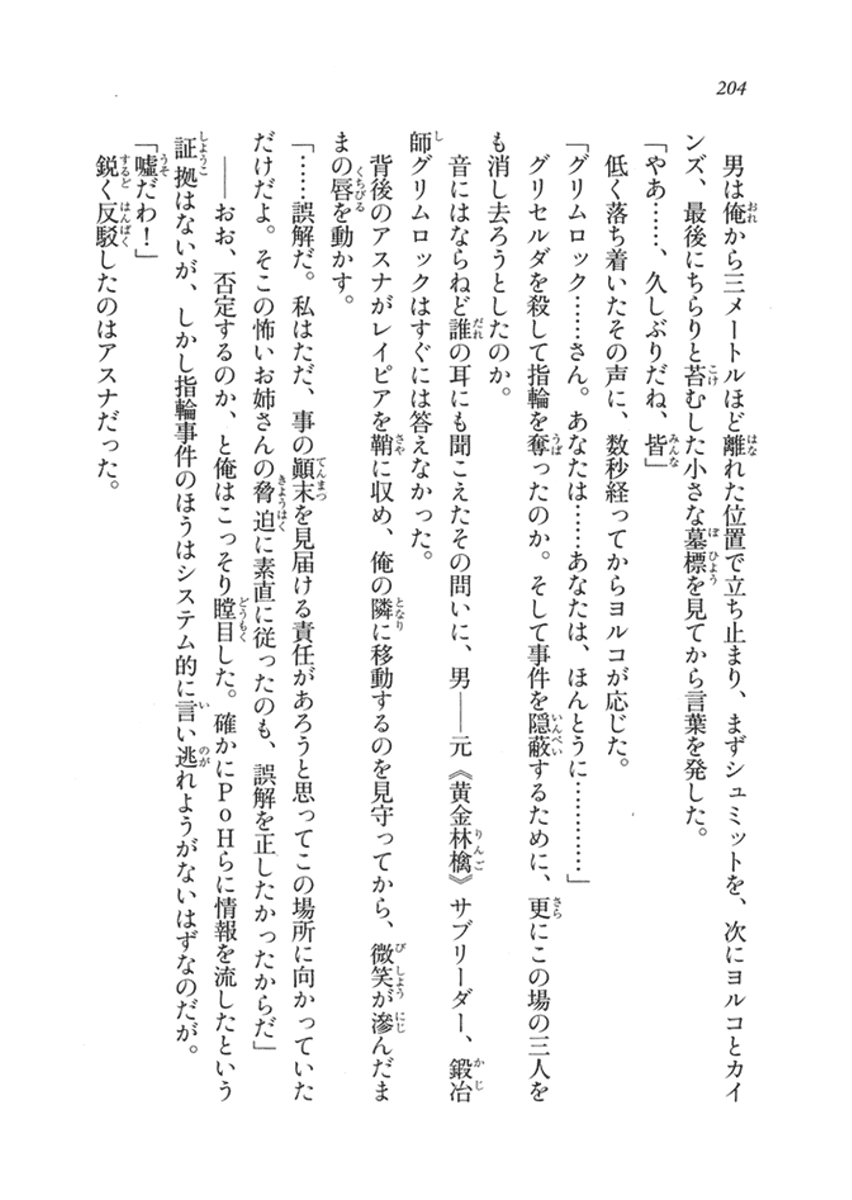 204
男は俺から三メートルほど離れた位置で立ち止まり、まずシュミットを、次にヨルコとカイ
ンズ、最後にちらりと苔むした小さな墓標を見てから言葉を発した。
「やあ……、久しぶりだね、皆」
低く落ち着いたその声に、数秒経ってからヨルコが応じた。
「グリムロック……さん。あなたは……あなたは、ほんとうに…………」
グリセルダを殺して指輪を奪ったのか。そして事件を隠蔽するために、更にこの場の三人を
も消し去ろうとしたのか。
音にはならねど誰の耳にも聞こえたその問いに、男――元《黄金林檎》サブリーダー、鍛冶
師グリムロックはすぐには答えなかった。
背後のアスナがレイピアを鞘に収め、俺の隣に移動するのを見守ってから、微笑が滲んだま
まの唇を動かす。
「……誤解だ。私はただ、事の顚末を見届ける責任があろうと思ってこの場所に向かっていた
だけだよ。そこの怖いお姉さんの脅迫に素直に従ったのも、誤解を正したかったからだ」
――おお、否定するのか、と俺はこっそり瞠目した。確かにPoHらに情報を流したという
証拠はないが、しかし指輪事件のほうはシステム的に言い逃れようがないはずなのだが。
「嘘だわ！」
鋭く反駁したのはアスナだった。